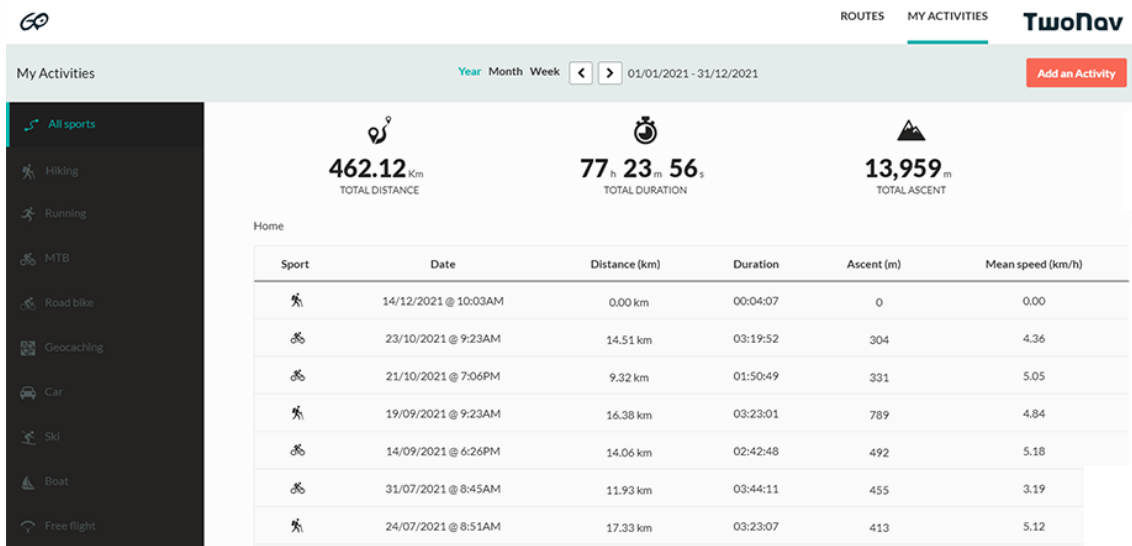 GO
ROUTES MY ACTIVITIES TwoNav
My Activities
Year Month Week 01/01/2021 - 31/12/2021
Add an Activity
All sports
Hiking
Running
MTB
Road bike
Geocaching
Car
Ski
Boat
Free flight
462.12 Km
TOTAL DISTANCE
77 h 23 m 56 s
TOTAL DURATION
13,959 m
TOTAL ASCENT
Home
Sport Date Distance (km) Duration Ascent (m) Mean speed (km/h)
14/12/2021 @ 10:03AM 0.00 km 00:04:07 0 0.00
23/10/2021 @ 9:23AM 14.51 km 03:19:52 304 4.36
21/10/2021 @ 7:06PM 9.32 km 01:50:49 331 5.05
19/09/2021 @ 9:23AM 16.38 km 03:23:01 789 4.84
14/09/2021 @ 6:26PM 14.06 km 02:42:48 492 5.18
31/07/2021 @ 8:45AM 11.93 km 03:44:11 455 3.19
24/07/2021 @ 8:51AM 17.33 km 03:23:07 413 5.12